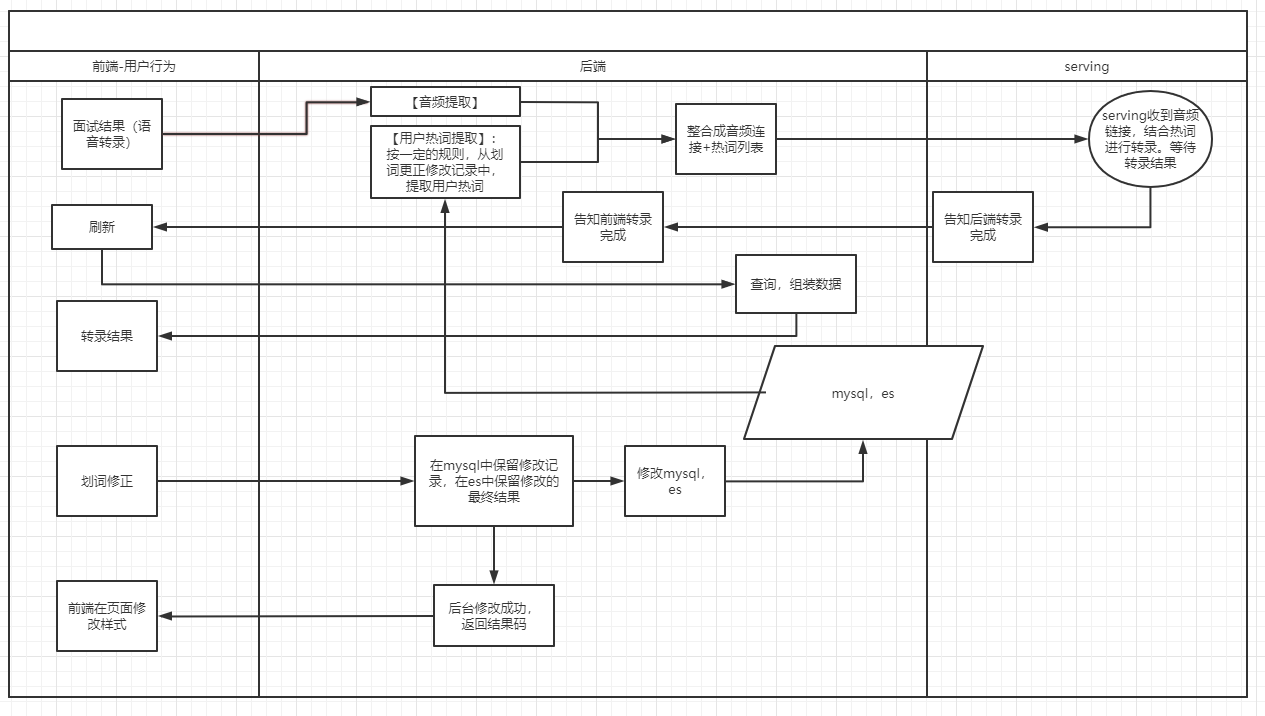 前端-用户行为
后端
serving
面试结果（语
音转录）
【音频提取】
【用户热词提取】：
按一定的规则，从划
词更正修改记录中，
提取用户热词
整合成音频连
接+热词列表
serving收到音频
链接，结合热词
进行转录。等待
转录结果
刷新
告知前端转录
完成
告知后端转录
完成
查询，组装数据
转录结果
mysql，es
划词修正
在mysql中保留修改记
录，在es中保留修改的
最终结果
修改mysql，
es
前端在页面修
改样式
后台修改成功，
返回结果码